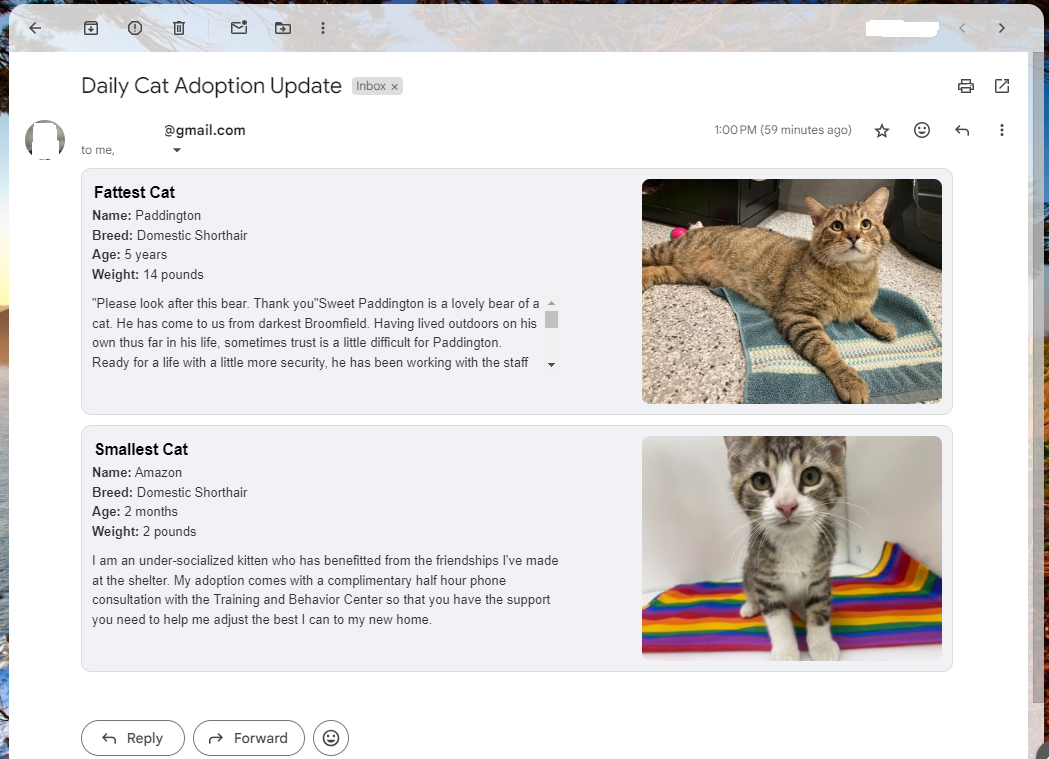 Daily Cat Adoption Update Inbox ×
@gmail.com
1:00 PM (59 minutes ago)
to me,
Fattest Cat
Name: Paddington
Breed: Domestic Shorthair
Age: 5 years
Weight: 14 pounds
"Please look after this bear. Thank you"Sweet Paddington is a lovely bear of a
cat. He has come to us from darkest Broomfield. Having lived outdoors on his
own thus far in his life, sometimes trust is a little difficult for Paddington.
Ready for a life with a little more security, he has been working with the staff
Smallest Cat
Name: Amazon
Breed: Domestic Shorthair
Age: 2 months
Weight: 2 pounds
I am an under-socialized kitten who has benefitted from the friendships I've made
at the shelter. My adoption comes with a complimentary half hour phone
consultation with the Training and Behavior Center so that you have the support
you need to help me adjust the best I can to my new home.
Reply
Forward